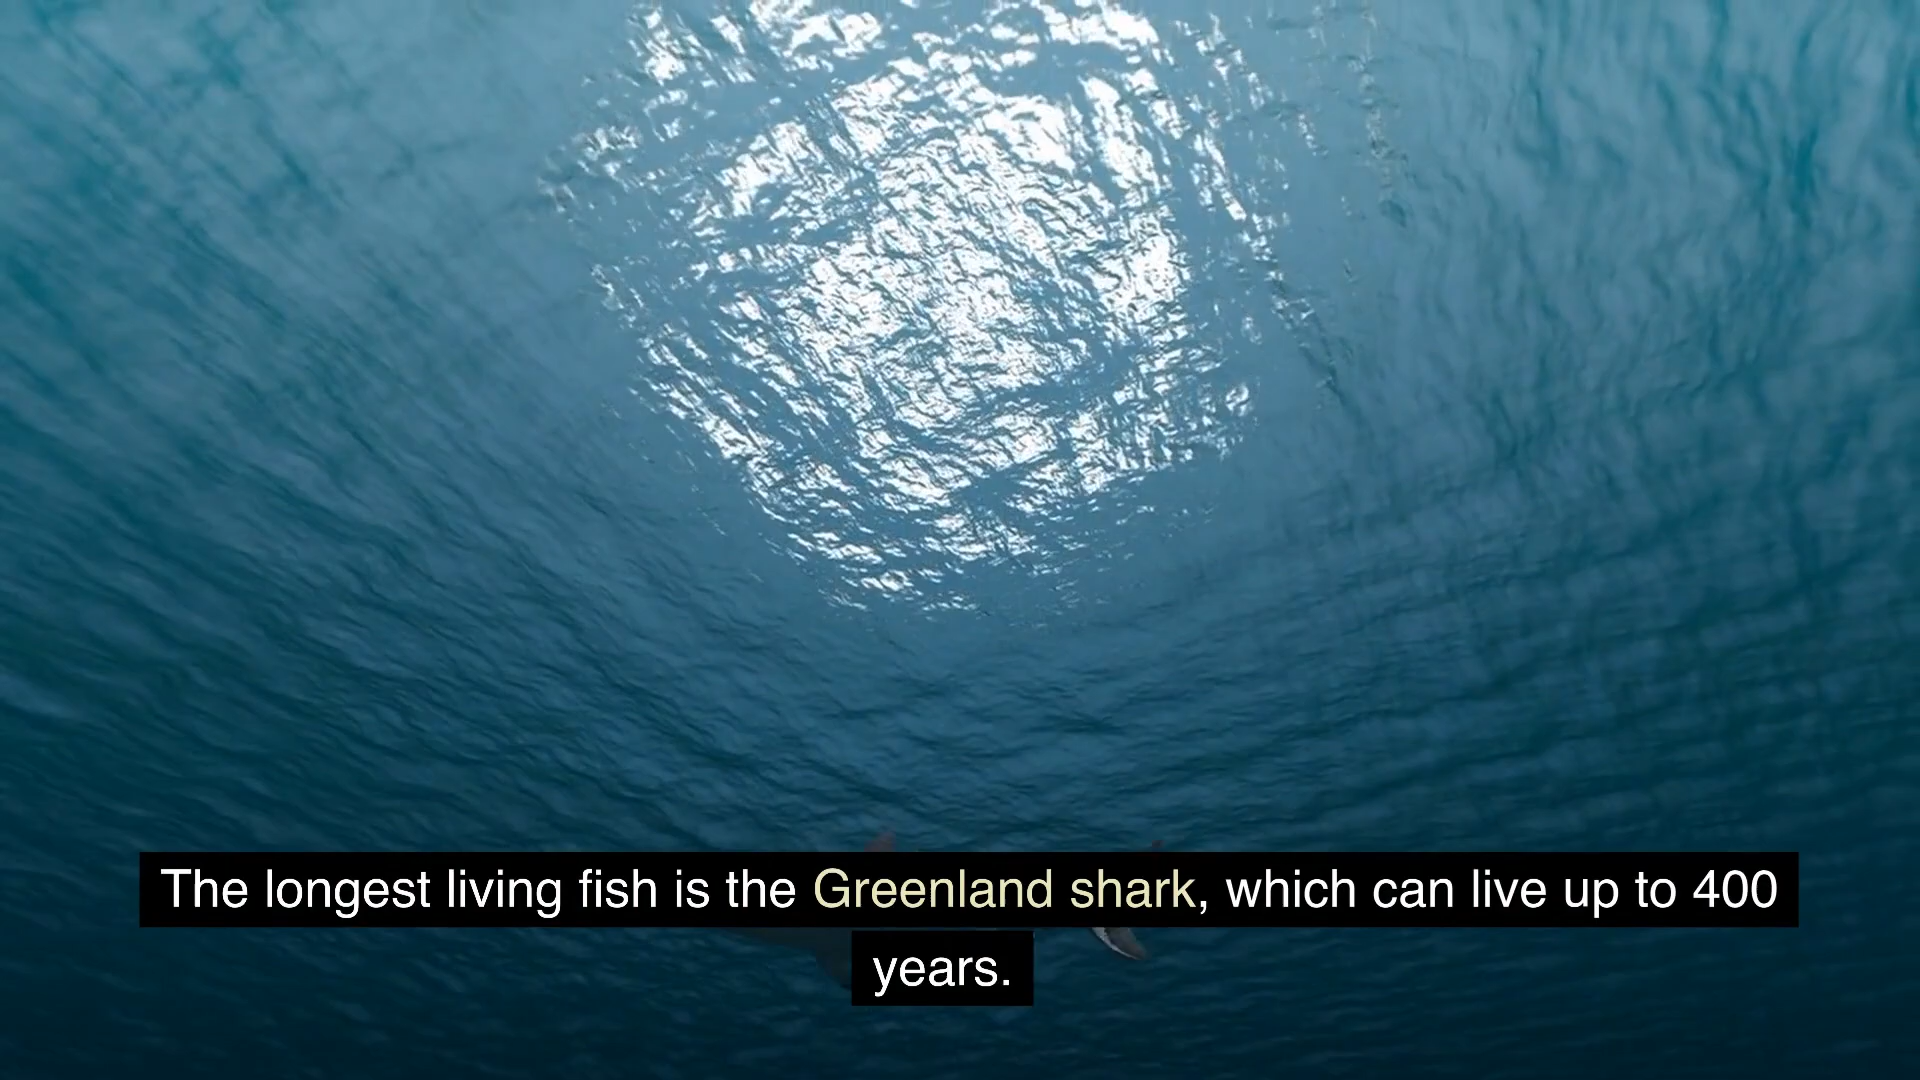 The longest living fish is the Greenland shark, which can live up to 400
years.